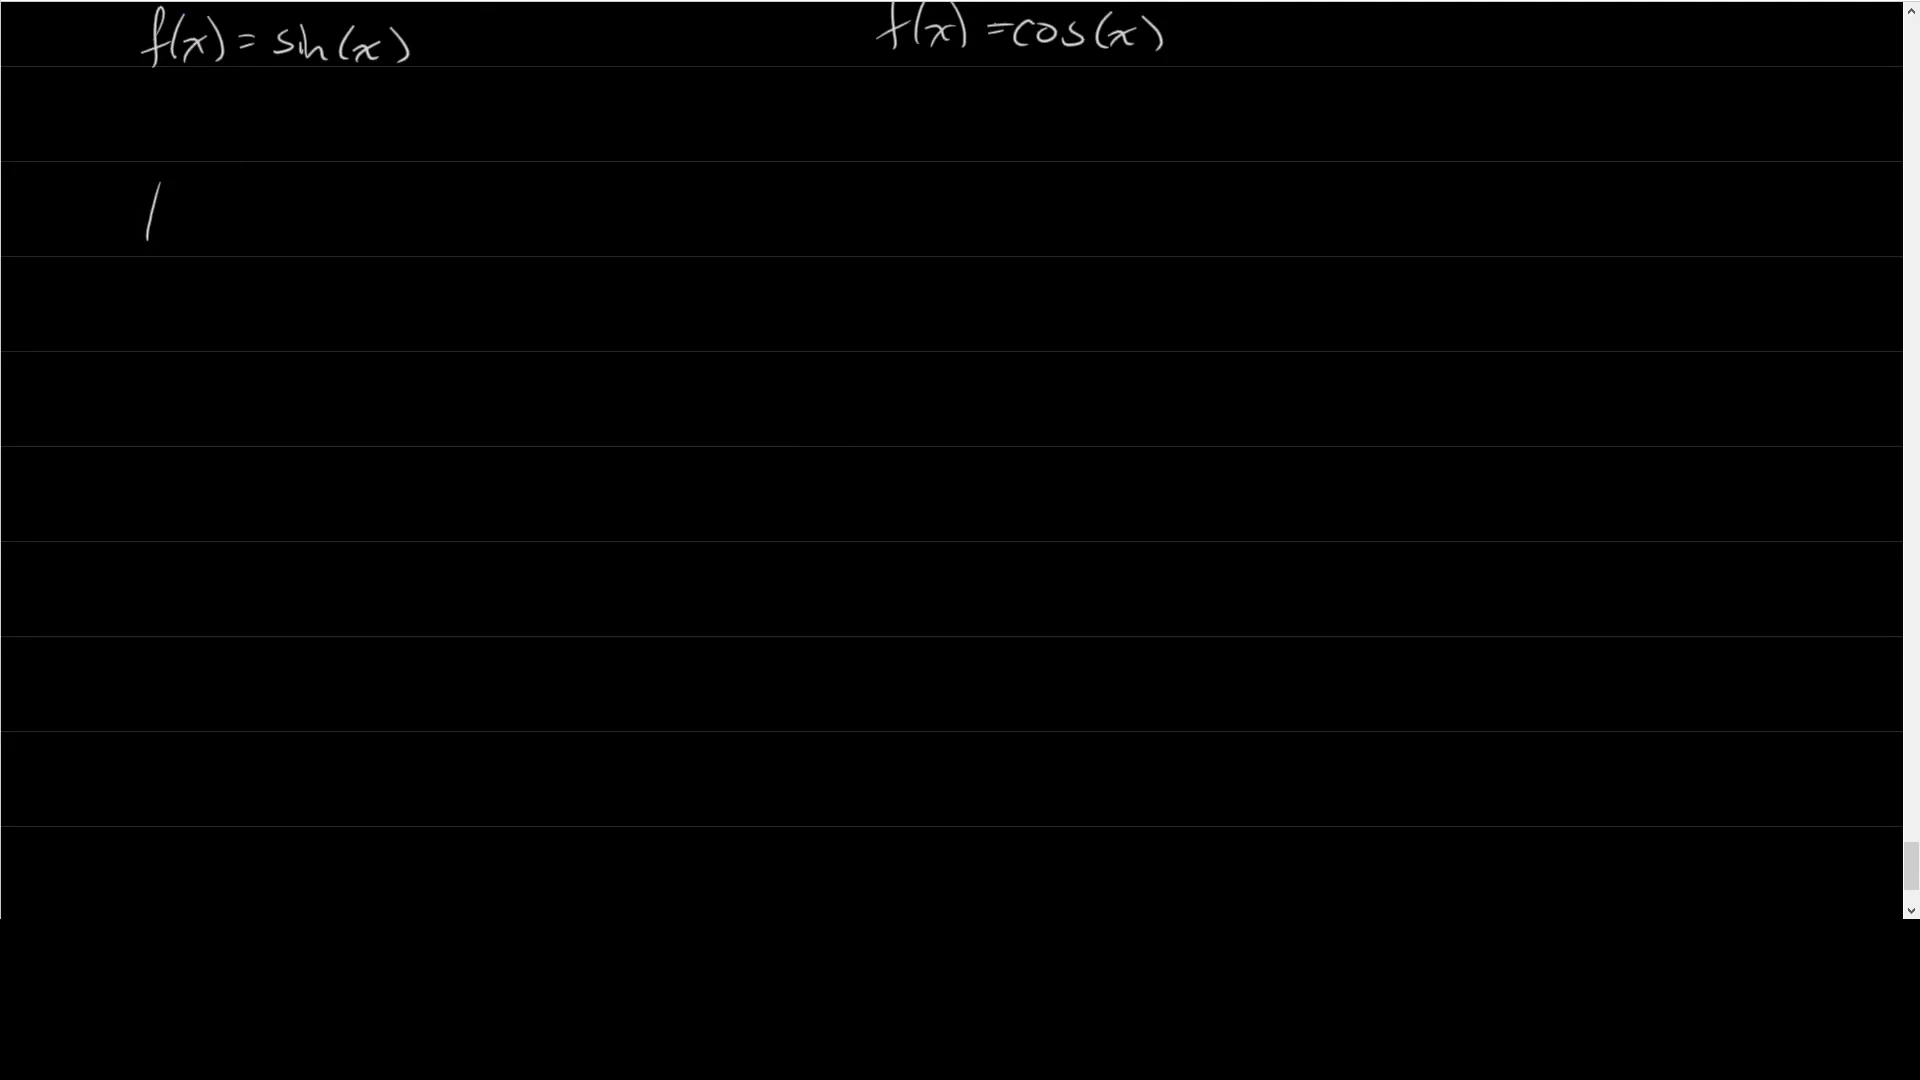 f(x) = sin(x)
f(x) = cos(x)